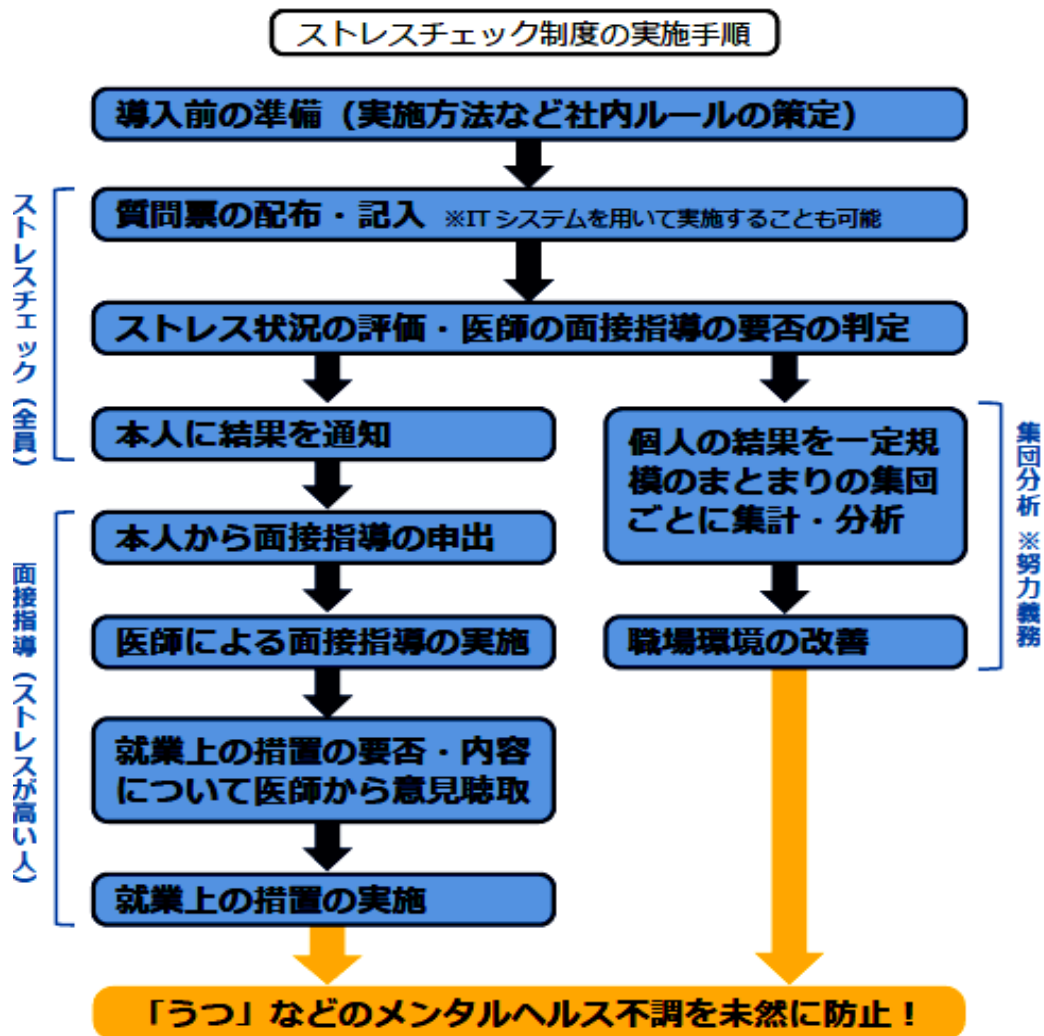 ストレスチェック制度の実施手順
導入前の準備（実施方法など社内ルールの策定）
質問票の配布・記入 ※IT システムを用いて実施することも可能
ストレス状況の評価・医師の面接指導の要否の判定
本人に結果を通知
本人から面接指導の申出
医師による面接指導の実施
就業上の措置の要否・内容
について医師から意見聴取
就業上の措置の実施
個人の結果を一定規
模のまとまりの集団
ごとに集計・分析
職場環境の改善
ストレスチェック（全員）
面接指導（ストレスが高い人）
集団分析 ※努力義務
「うつ」などのメンタルヘルス不調を未然に防止！